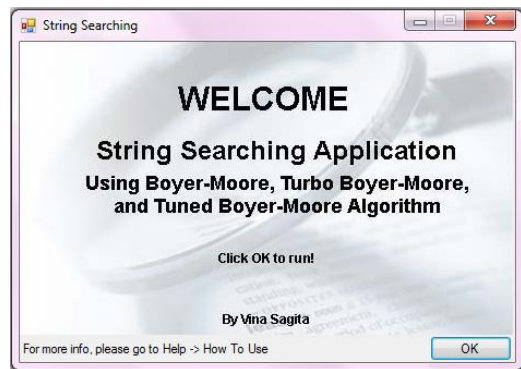 String Searching
WELCOME
String Searching Application
Using Boyer-Moore, Turbo Boyer-Moore,
and Tuned Boyer-Moore Algorithm
Click OK to run!
By Vina Sagita
For more info, please go to Help -> How To Use
OK